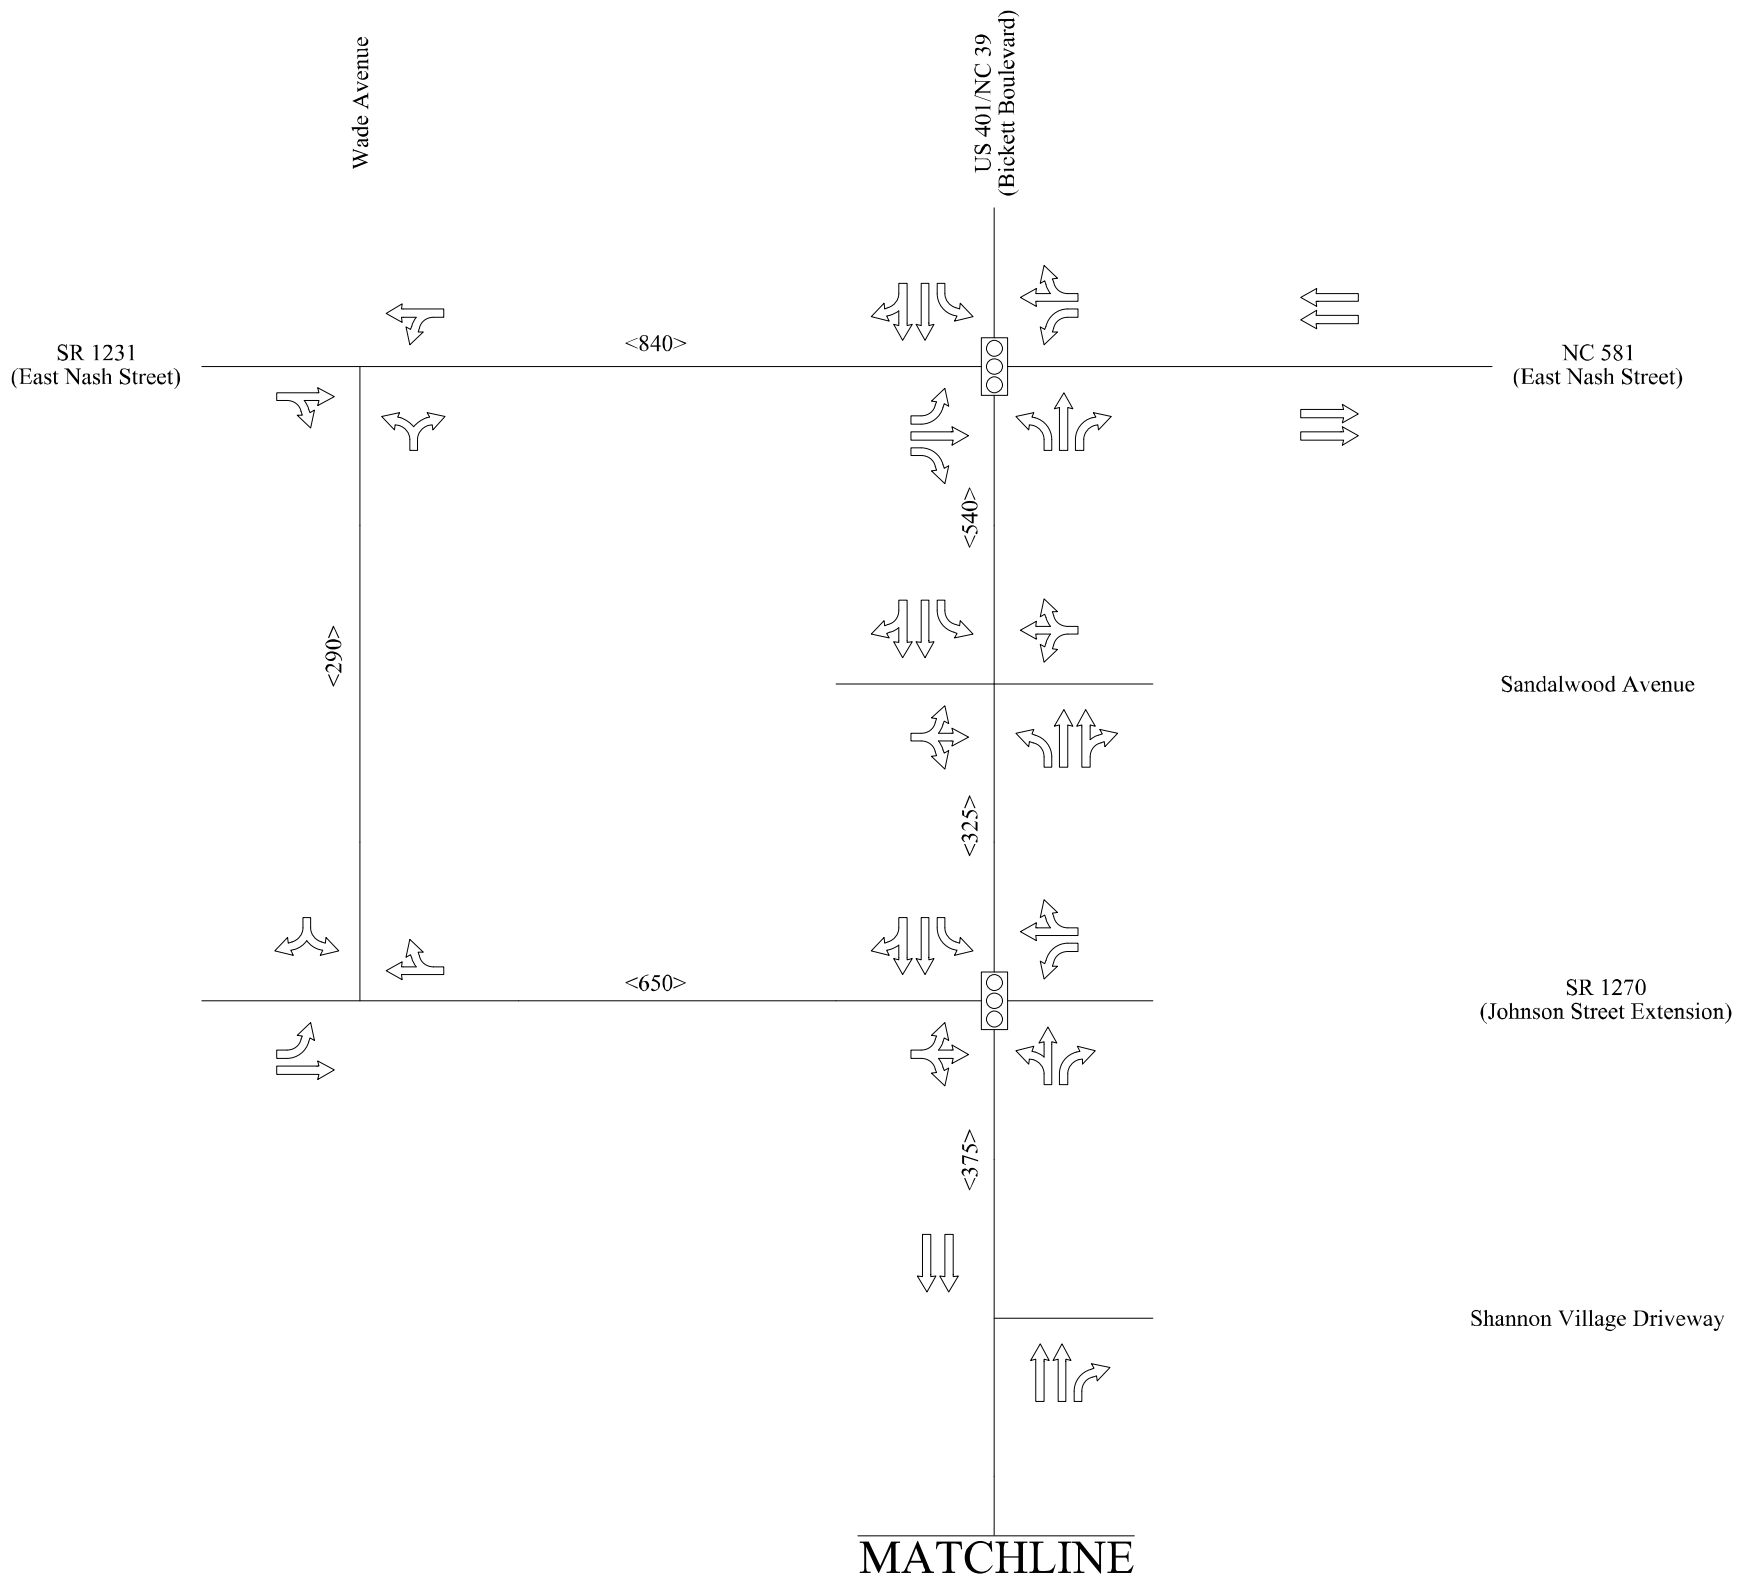 Wade Avenue
US 401/NC 39
(Bickett Boulevard)
<840>
SR 1231
(East Nash Street)
NC 581
(East Nash Street)
<540>
<290>
Sandalwood Avenue
<325>
<650>
SR 1270
(Johnson Street Extension)
<375>
Shannon Village Driveway
MATCHLINE